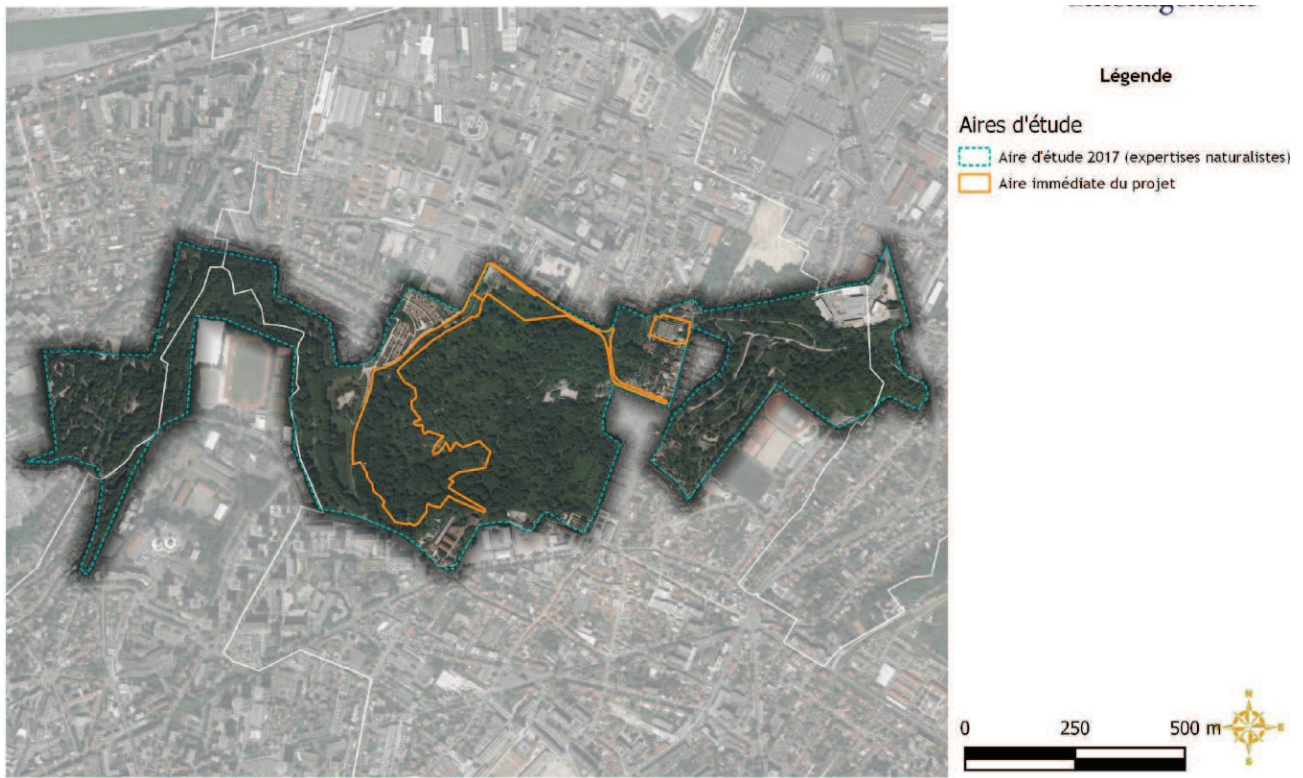 Légende
Aires d'étude
Aire d'étude 2017 (expertises naturalistes)
Aire immédiate du projet
0 250 500 m
N
E
S